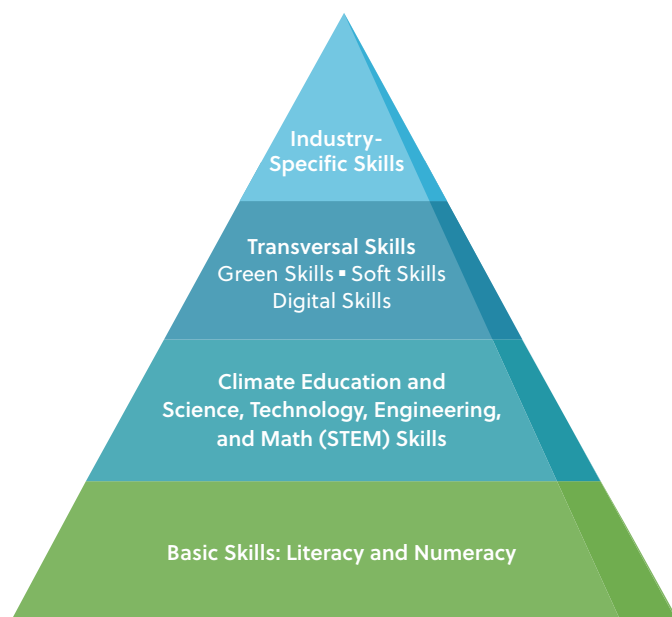 Industry-
Specific Skills
Transversal Skills
Green Skills ▪ Soft Skills
Digital Skills
Climate Education and
Science, Technology, Engineering,
and Math (STEM) Skills
Basic Skills: Literacy and Numeracy